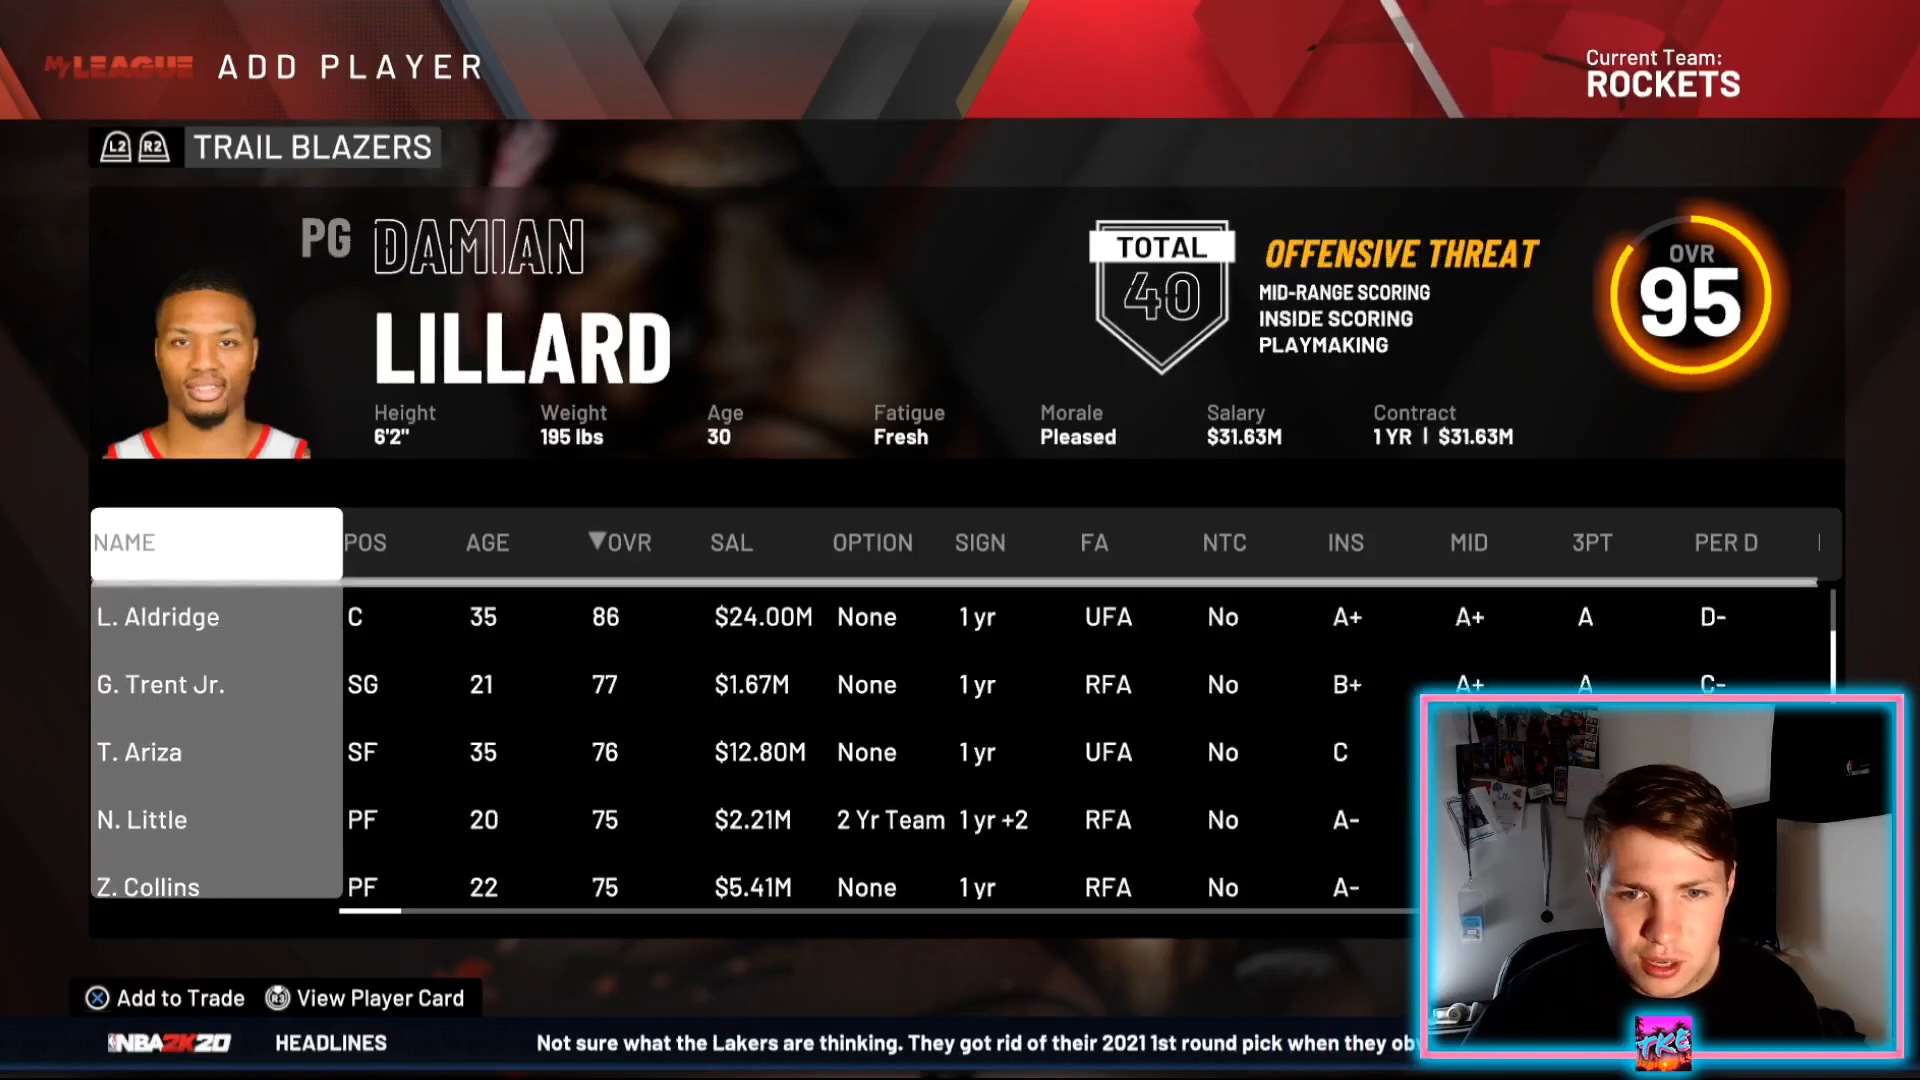 MyLEAGUE ADD PLAYER
Current Team:
ROCKETS
L2 R2 TRAIL BLAZERS
PG DAMIAN
LILLARD
TOTAL
40
OFFENSIVE THREAT
MID-RANGE SCORING
INSIDE SCORING
PLAYMAKING
OVR
95
Height Weight Age Fatigue Morale Salary Contract
6'2" 195 lbs 30 Fresh Pleased $31.63M 1 YR | $31.63M
NAME POS AGE ▼OVR SAL OPTION SIGN FA NTC INS MID 3PT PER D
L. Aldridge C 35 86 $24.00M None 1 yr UFA No A+ A+ A D-
G. Trent Jr. SG 21 77 $1.67M None 1 yr RFA No B+ A+ A C-
T. Ariza SF 35 76 $12.80M None 1 yr UFA No C
N. Little PF 20 75 $2.21M 2 Yr Team 1 yr +2 RFA No A-
Z. Collins PF 22 75 $5.41M None 1 yr RFA No A-
Add to Trade R3 View Player Card
NBA2K20 HEADLINES Not sure what the Lakers are thinking. They got rid of their 2021 1st round pick when they
TKE